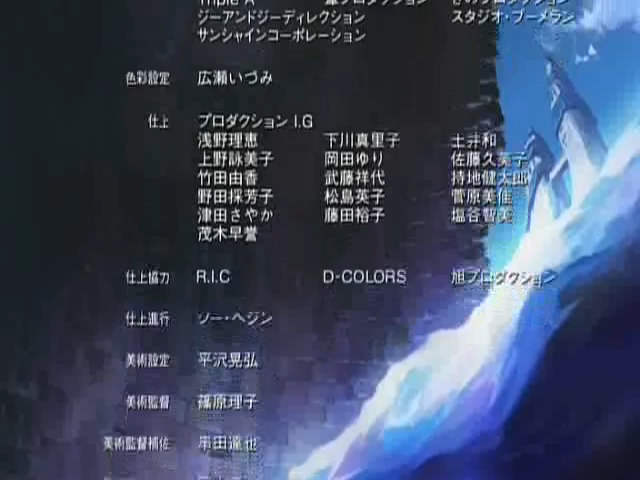 Triple A
ジーアンドジーディレクション スタジオ・ブーメラン
サンシャインコーポレーション
色彩設定 広瀬いづみ
仕上 プロダクション I.G
浅野理恵 下川真里子 土井和
上野詠美子 岡田ゆり 佐藤久美子
竹田由香 武藤祥代 持地健太郎
野田採芳子 松島英子 菅原美佳
津田さやか 藤田裕子 塩谷智美
茂木早誉
仕上協力 R.I.C D-COLORS 旭プロダクション
仕上進行 ソー・ヘジン
美術設定 平沢晃弘
美術監督 篠原理子
美術監督補佐 串田達也